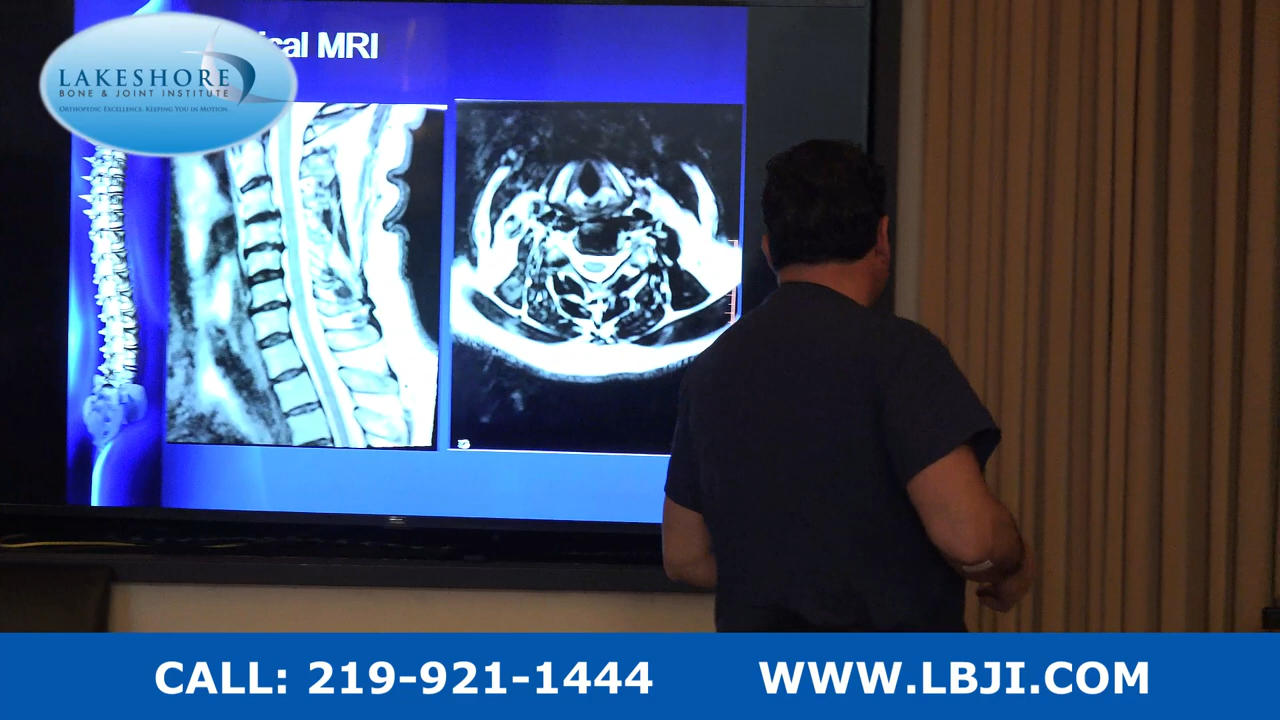 ical MRI
LAKESHORE
BONE & JOINT INSTITUTE
ORTHOPEDIC EXCELLENCE. KEEPING YOU IN MOTION.
CALL: 219-921-1444 WWW.LBJI.COM